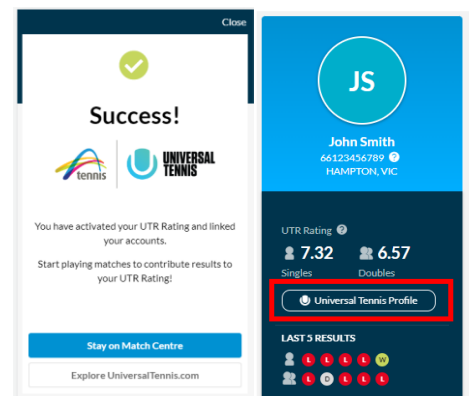 Close
Success!
tennis
UNIVERSAL
TENNIS
You have activated your UTR Rating and linked
your accounts.
Start playing matches to contribute results to
your UTR Rating!
Stay on Match Centre
Explore UniversalTennis.com
JS
John Smith
66123456789 ?
HAMPTON, VIC
UTR Rating ?
7.32 6.57
Singles Doubles
Universal Tennis Profile
LAST 5 RESULTS
L L L L W
L D L L L